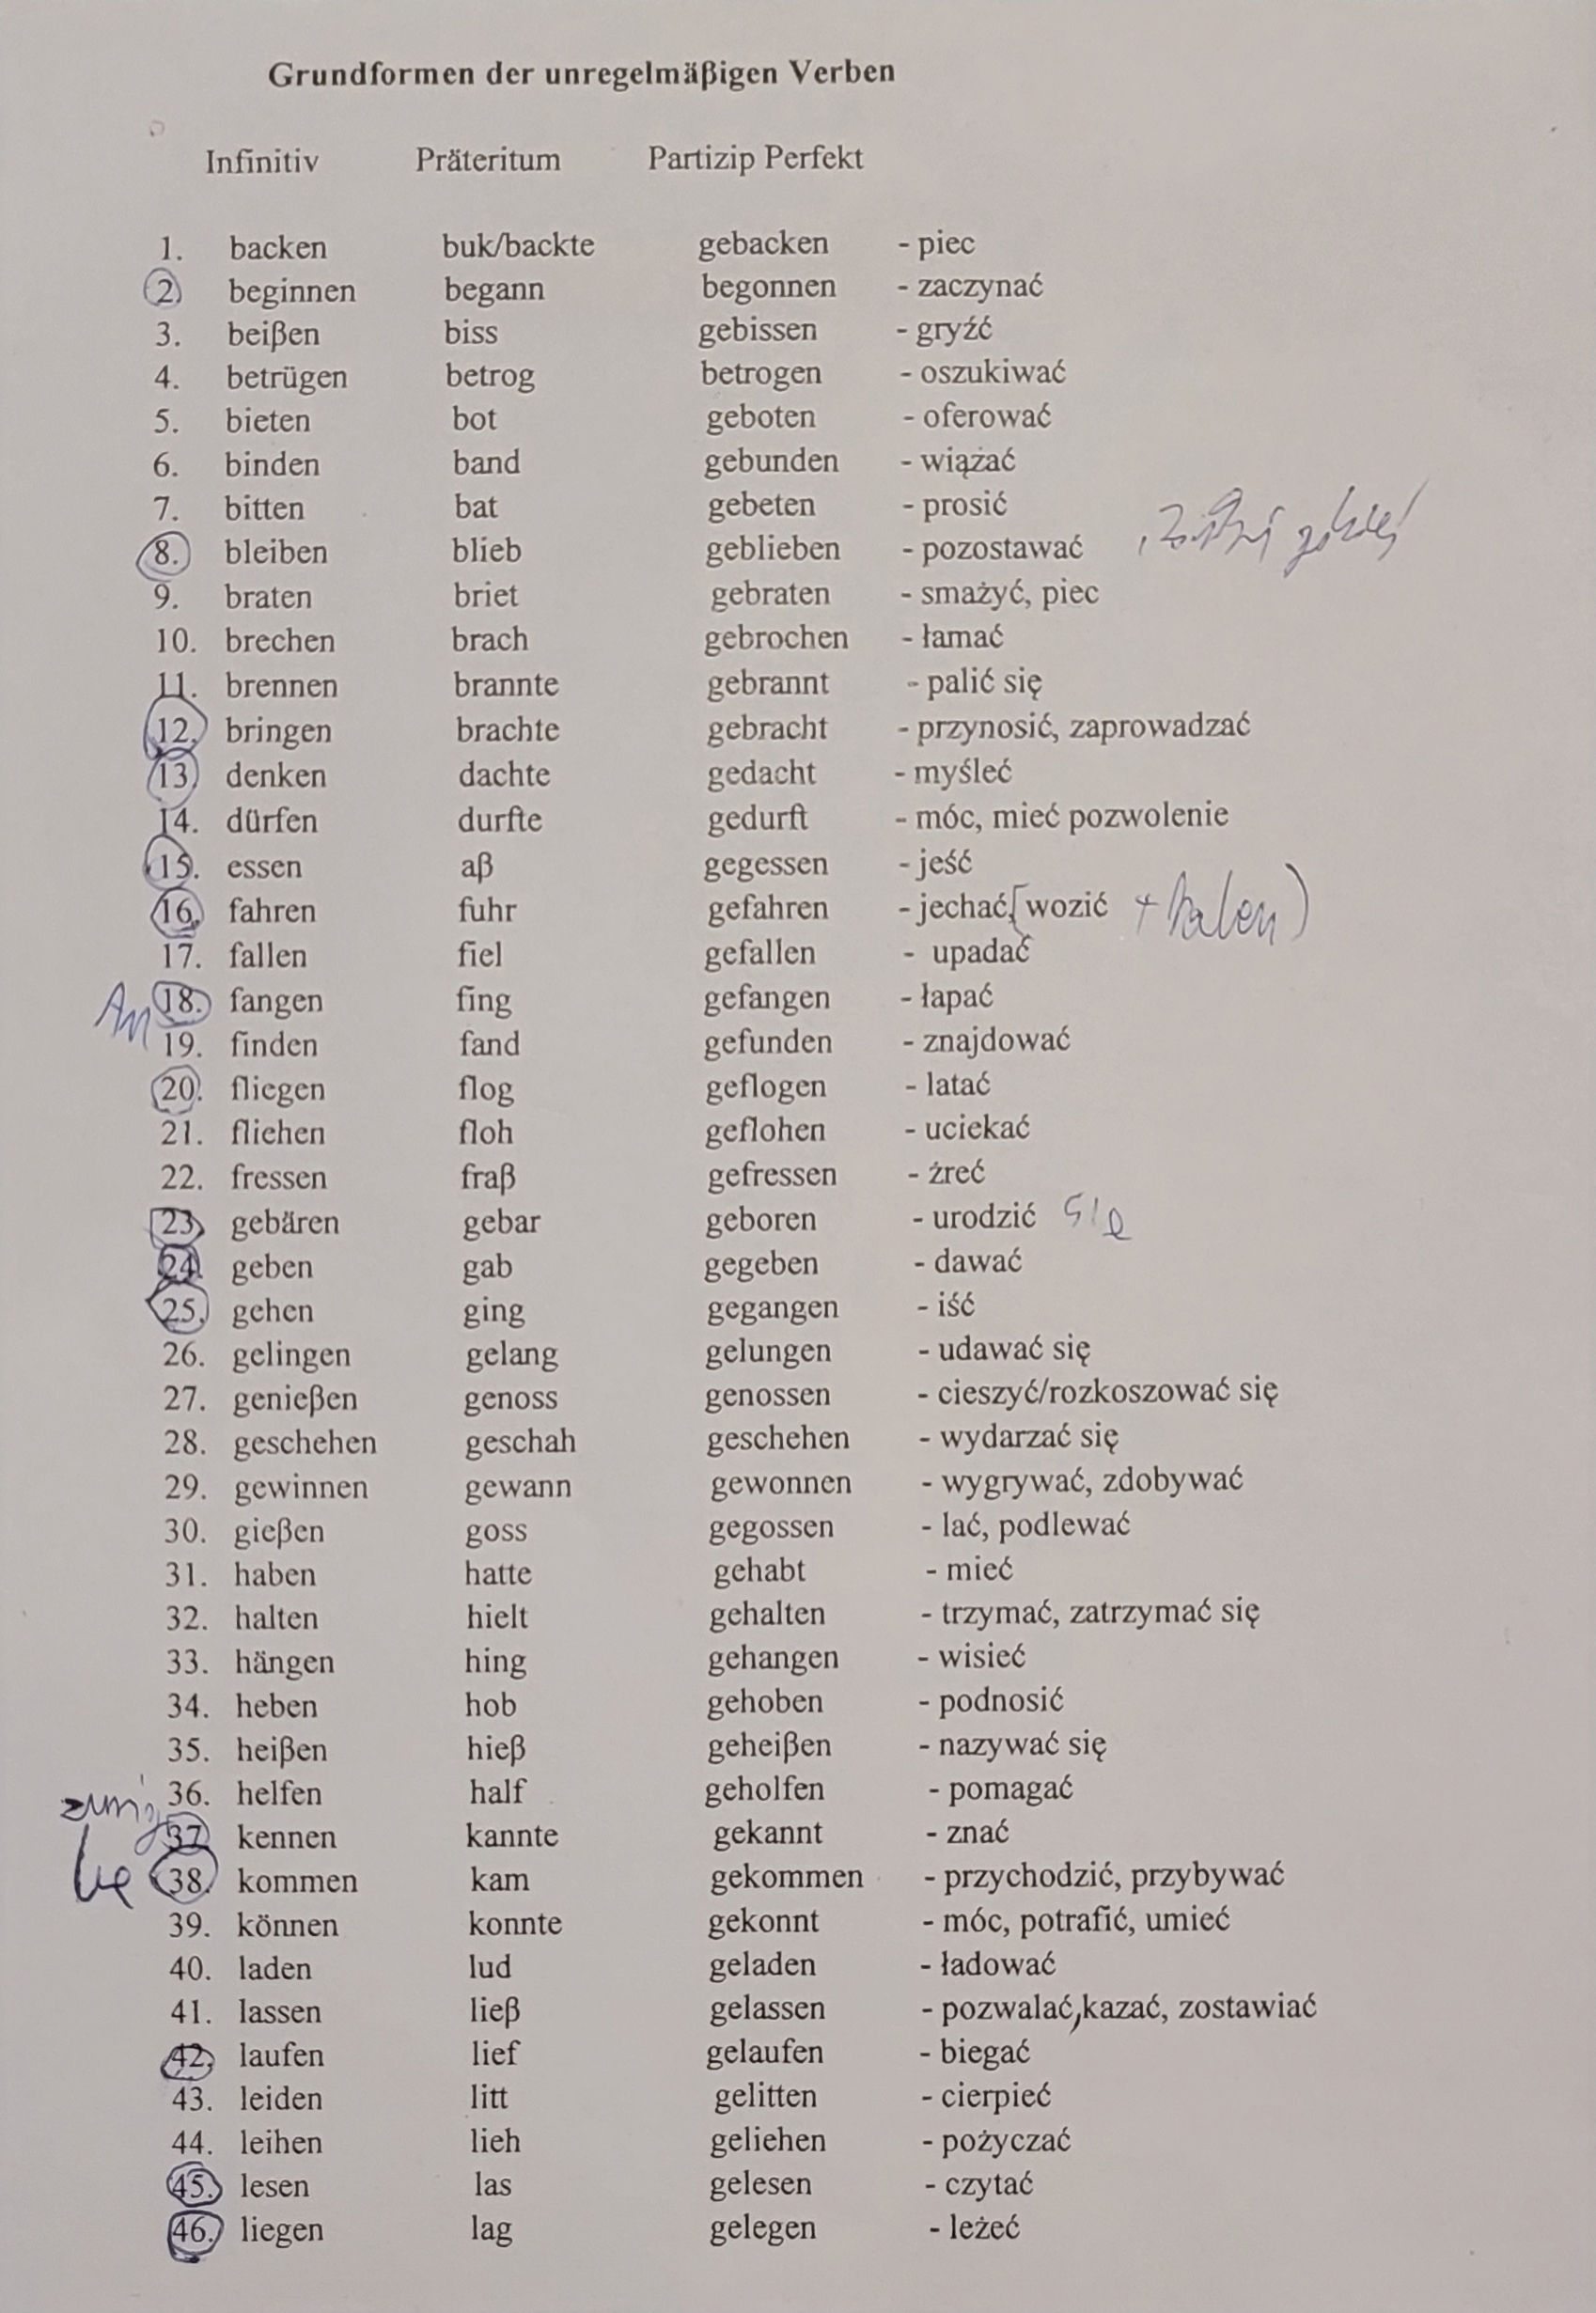 Grundformen der unregelmäßigen Verben
Infinitiv Präteritum Partizip Perfekt
1. backen buk/backte gebacken - piec
2 beginnen begann begonnen - zaczynać
3. beißen biss gebissen - gryźć
4. betrügen betrog betrogen - oszukiwać
5. bieten bot geboten - oferować
6. binden band gebunden - wiązać
7. bitten bat gebeten - prosić
8. bleiben blieb geblieben - pozostawać
9. braten briet gebraten - smażyć, piec
10. brechen brach gebrochen - łamać
11. brennen brannte gebrannt - palić się
12. bringen brachte gebracht - przynosić, zaprowadzać
13 denken dachte gedacht - myśleć
14. dürfen durfte gedurft - móc, mieć pozwolenie
15. essen aß gegessen - jeść
16. fahren fuhr gefahren - jechać, wozić + haben)
17. fallen fiel gefallen - upadać
An 18. fangen fing gefangen - łapać
19. finden fand gefunden - znajdować
20. fliegen flog geflogen - latać
21. fliehen floh geflohen - uciekać
22. fressen fraß gefressen - żreć
23. gebären gebar geboren - urodzić się
24. geben gab gegeben - dawać
25. gehen ging gegangen - iść
26. gelingen gelang gelungen - udawać się
27. genießen genoss genossen - cieszyć/rozkoszować się
28. geschehen geschah geschehen - wydarzać się
29. gewinnen gewann gewonnen - wygrywać, zdobywać
30. gießen goss gegossen - lać, podlewać
31. haben hatte gehabt - mieć
32. halten hielt gehalten - trzymać, zatrzymać się
33. hängen hing gehangen - wisieć
34. heben hob gehoben - podnosić
35. heißen hieß geheißen - nazywać się
36. helfen half geholfen - pomagać
37 kennen kannte gekannt - znać
38. kommen kam gekommen - przychodzić, przybywać
39. können konnte gekonnt - móc, potrafić, umieć
40. laden lud geladen - ładować
41. lassen ließ gelassen - pozwalać,kazać, zostawiać
42. laufen lief gelaufen - biegać
43. leiden litt gelitten - cierpieć
44. leihen lieh geliehen - pożyczać
45. lesen las gelesen - czytać
46. liegen lag gelegen - leżeć